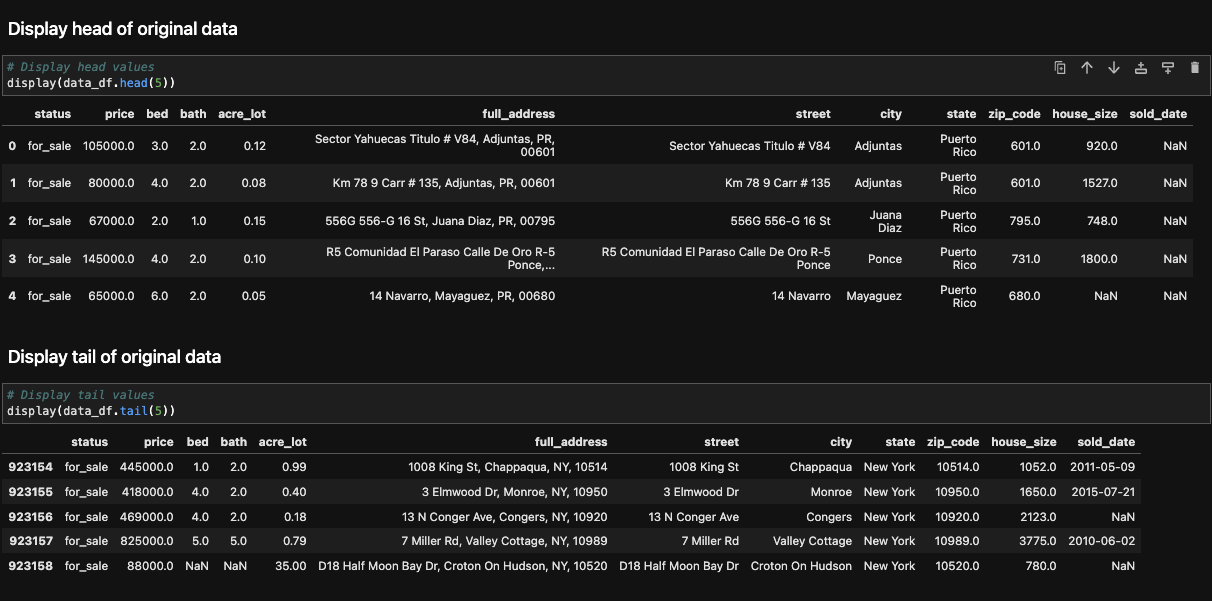 Display head of original data
# Display head values
display(data_df.head(5))
status price bed bath acre_lot full_address street city state zip_code house_size sold_date
0 for_sale 105000.0 3.0 2.0 0.12 Sector Yahuecas Titulo # V84, Adjuntas, PR, 00601 Sector Yahuecas Titulo # V84 Adjuntas Puerto Rico 601.0 920.0 NaN
1 for_sale 80000.0 4.0 2.0 0.08 Km 78 9 Carr # 135, Adjuntas, PR, 00601 Km 78 9 Carr # 135 Adjuntas Puerto Rico 601.0 1527.0 NaN
2 for_sale 67000.0 2.0 1.0 0.15 556G 556-G 16 St, Juana Diaz, PR, 00795 556G 556-G 16 St Juana Diaz Puerto Rico 795.0 748.0 NaN
3 for_sale 145000.0 4.0 2.0 0.10 R5 Comunidad El Paraso Calle De Oro R-5 Ponce,... R5 Comunidad El Paraso Calle De Oro R-5 Ponce Ponce Puerto Rico 731.0 1800.0 NaN
4 for_sale 65000.0 6.0 2.0 0.05 14 Navarro, Mayaguez, PR, 00680 14 Navarro Mayaguez Puerto Rico 680.0 NaN NaN
Display tail of original data
# Display tail values
display(data_df.tail(5))
status price bed bath acre_lot full_address street city state zip_code house_size sold_date
923154 for_sale 445000.0 1.0 2.0 0.99 1008 King St, Chappaqua, NY, 10514 1008 King St Chappaqua New York 10514.0 1052.0 2011-05-09
923155 for_sale 418000.0 4.0 2.0 0.40 3 Elmwood Dr, Monroe, NY, 10950 3 Elmwood Dr Monroe New York 10950.0 1650.0 2015-07-21
923156 for_sale 469000.0 4.0 2.0 0.18 13 N Conger Ave, Congers, NY, 10920 13 N Conger Ave Congers New York 10920.0 2123.0 NaN
923157 for_sale 825000.0 5.0 5.0 0.79 7 Miller Rd, Valley Cottage, NY, 10989 7 Miller Rd Valley Cottage New York 10989.0 3775.0 2010-06-02
923158 for_sale 88000.0 NaN NaN 35.00 D18 Half Moon Bay Dr, Croton On Hudson, NY, 10520 D18 Half Moon Bay Dr Croton On Hudson New York 10520.0 780.0 NaN